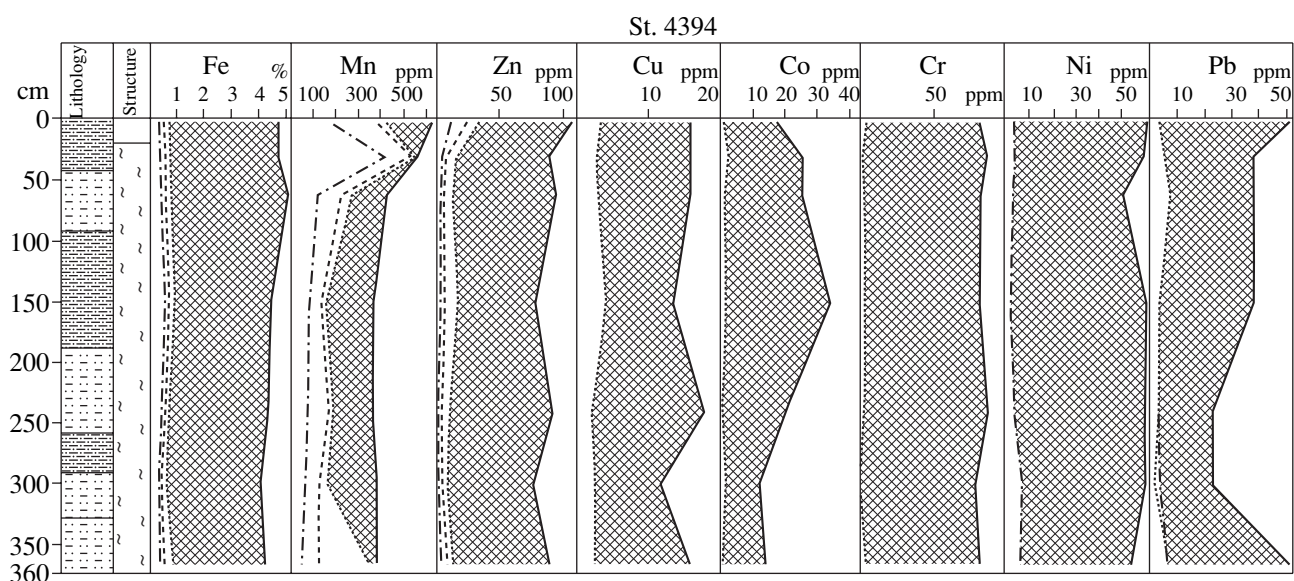 St. 4394
Lithology
Structure
Fe %
Mn ppm
Zn ppm
Cu ppm
Co ppm
Cr ppm
Ni ppm
Pb ppm
cm
1 2 3 4 5
100 300 500
50 100
10 20
10 20 30 40
50
10 30 50
10 30 50
0
50
100
150
200
250
300
350
360